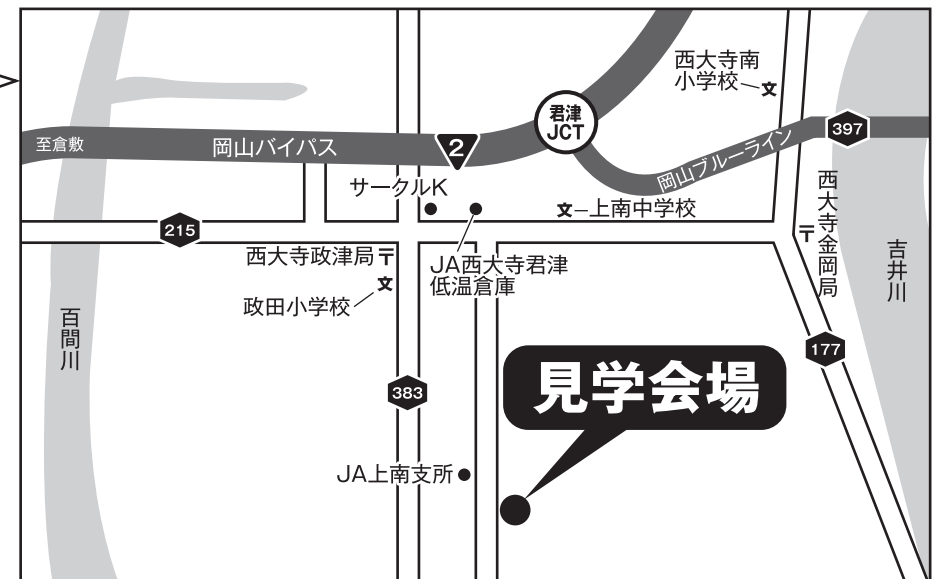 西大寺南
小学校
文
君津
JCT
397
至倉敷
岡山バイパス
2
岡山ブルーライン
サークルK
文
上南中学校
西大寺金岡局
〒
215
西大寺政津局
〒
JA西大寺君津
低温倉庫
文
政田小学校
吉井川
百間川
177
383
見学会場
JA上南支所